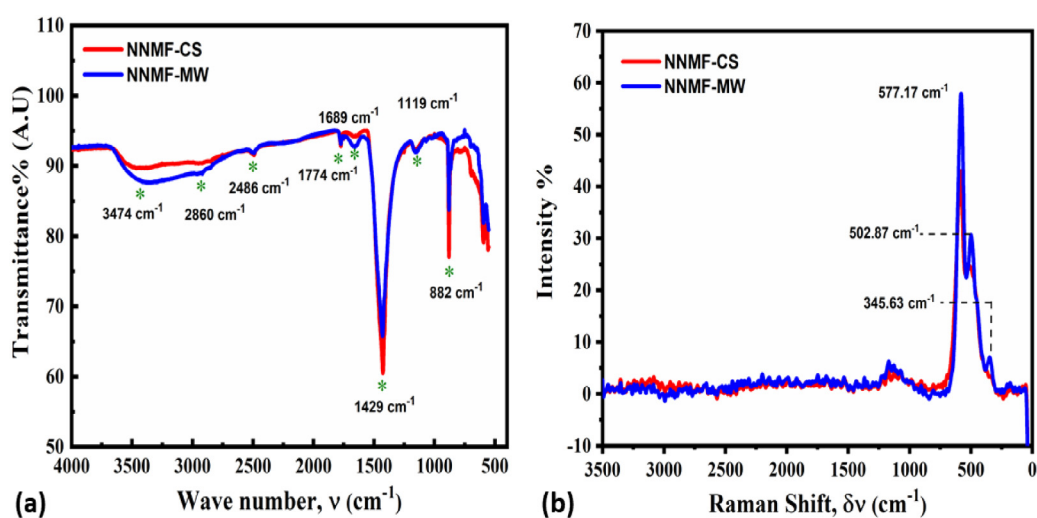 110
100
90
80
70
60
50
Transmittance% (A.U)
NNMF-CS
NNMF-MW
1689 cm-1
1119 cm-1
1774 cm-1
2486 cm-1
3474 cm-1
2860 cm-1
882 cm-1
1429 cm-1
4000 3500 3000 2500 2000 1500 1000 500
Wave number, ν (cm-1)
(a)
70
60
50
40
30
20
10
0
-10
Intensity %
NNMF-CS
NNMF-MW
577.17 cm-1
502.87 cm-1
345.63 cm-1
3500 3000 2500 2000 1500 1000 500 0
Raman Shift, δν (cm-1)
(b)